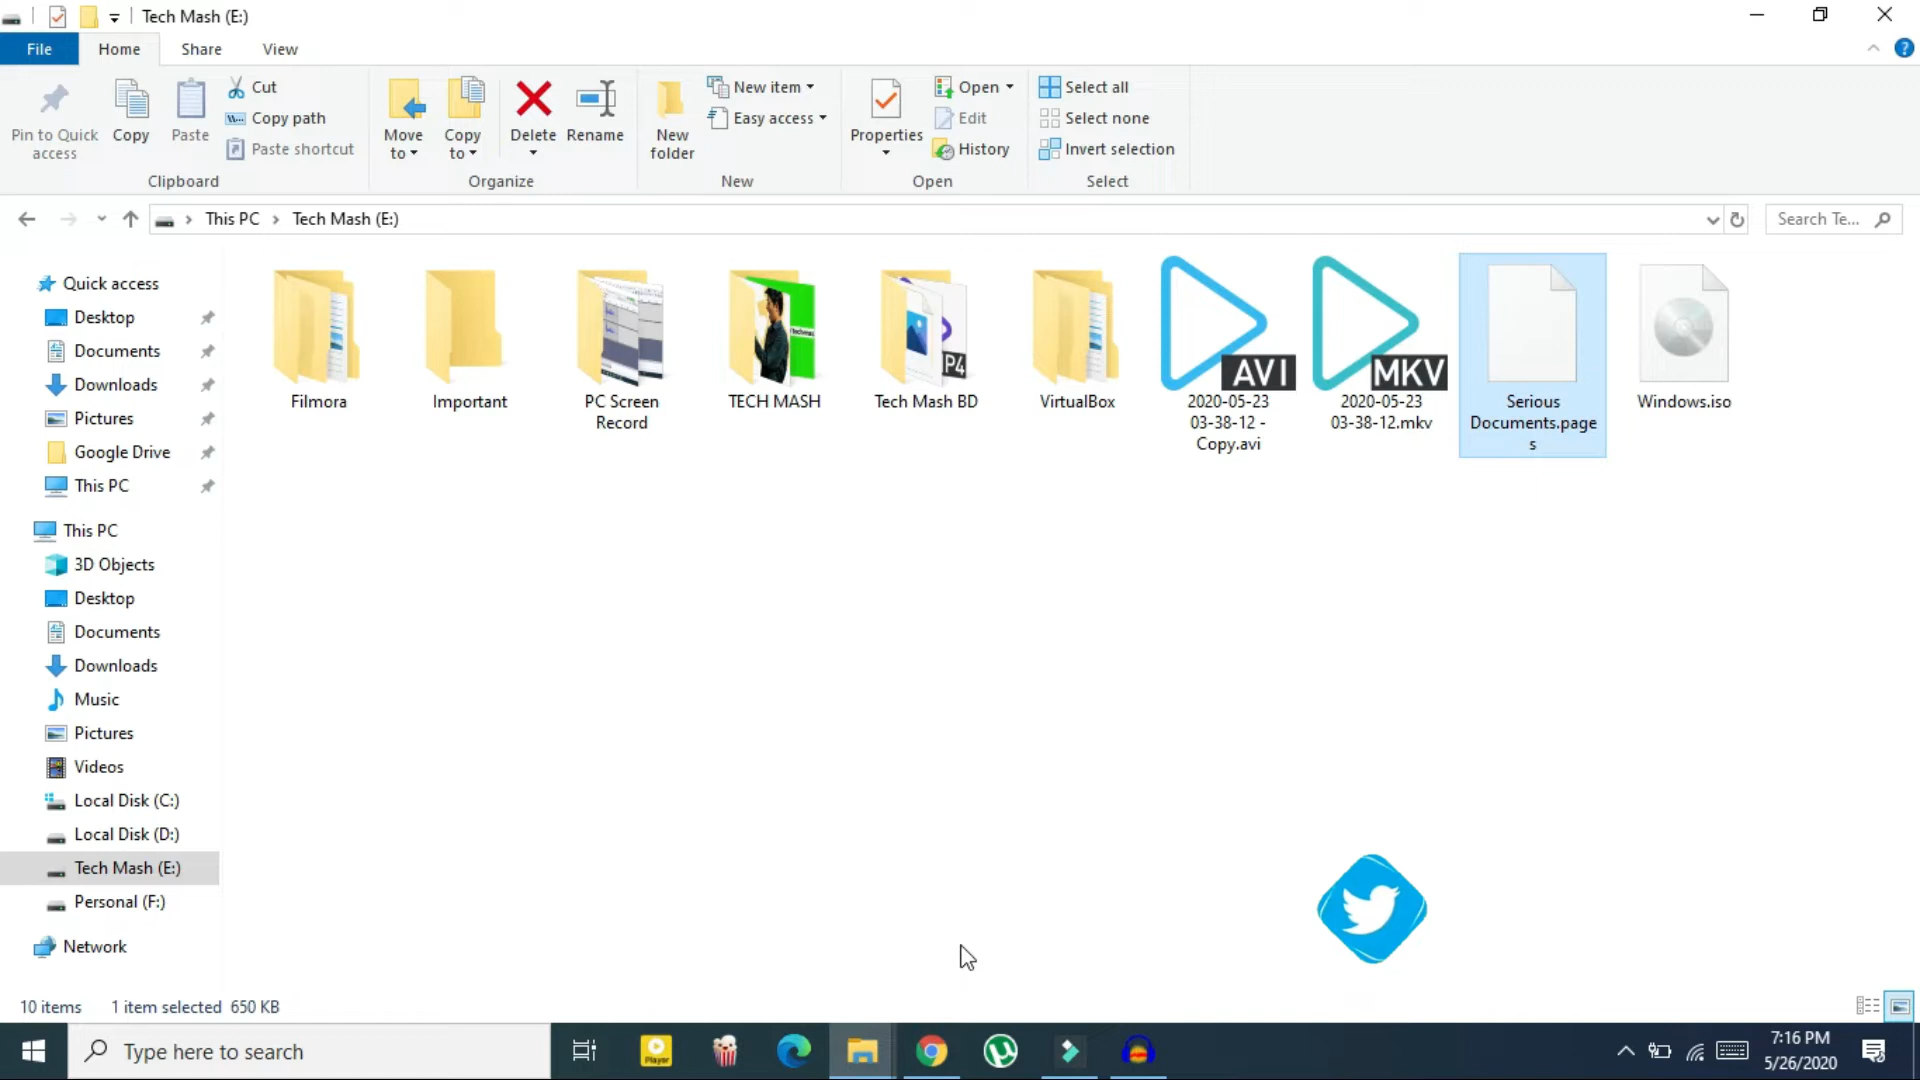 Tech Mash (E:)
File
Home
Share
View
Pin to Quick
access
Copy
Paste
Cut
Copy path
Paste shortcut
Clipboard
Move
to
Copy
to
Delete
Rename
Organize
New
folder
New item
Easy access
New
Properties
Open
Edit
History
Open
Select all
Select none
Invert selection
Select
This PC
Tech Mash (E:)
Search Te...
Quick access
Desktop
Documents
Downloads
Pictures
Google Drive
This PC
This PC
3D Objects
Desktop
Documents
Downloads
Music
Pictures
Videos
Local Disk (C:)
Local Disk (D:)
Tech Mash (E:)
Personal (F:)
Network
Filmora
Important
PC Screen
Record
TECH MASH
P4
Tech Mash BD
VirtualBox
AVI
2020-05-23
03-38-12 -
Copy.avi
MKV
2020-05-23
03-38-12.mkv
Serious
Documents.page
s
Windows.iso
10 items
1 item selected 650 KB
Type here to search
Player
7:16 PM
5/26/2020